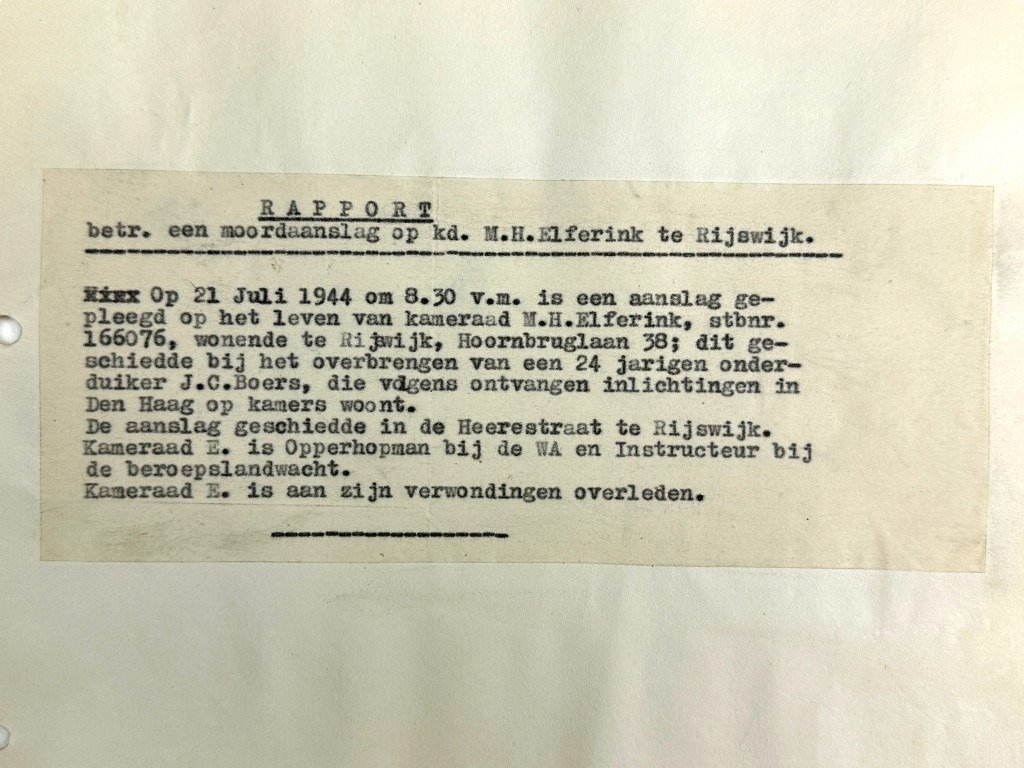 R A P P O R T
betr. een moordaanslag op kd. M.H.Elferink te Rijswijk.
Op 21 Juli 1944 om 8.30 v.m. is een aanslag ge-
pleegd op het leven van kameraad M.H.Elferink, stbnr.
166076, wonende te Rijswijk, Hoornbruglaan 38; dit ge-
schiedde bij het overbrengen van een 24 jarigen onder-
duiker J.C.Boers, die volgens ontvangen inlichtingen in
Den Haag op kamers woont.
De aanslag geschiedde in de Heerestraat te Rijswijk.
Kameraad E. is Opperhopman bij de WA en Instructeur bij
de beroepslandwacht.
Kameraad E. is aan zijn verwondingen overleden.